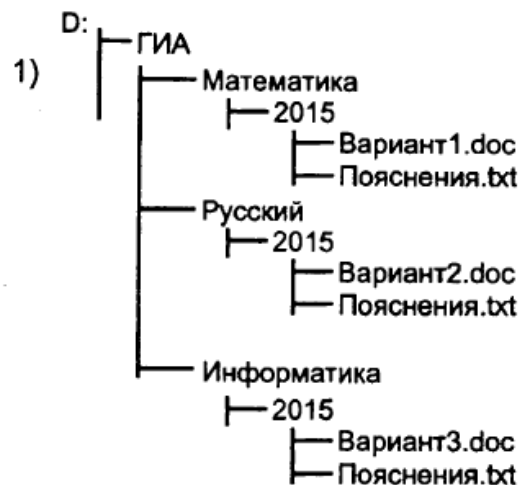 D:
ГИА
1)
Математика
2015
Вариант1.doc
Пояснения.txt
Русский
2015
Вариант2.doc
Пояснения.txt
Информатика
2015
Вариант3.doc
Пояснения.txt